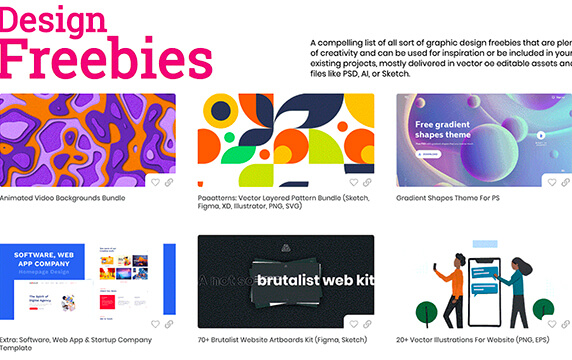 Design
Freebies
A compelling list of all sort of graphic design freebies that are plen
of creativity and can be used for inspiration or be included in your
existing projects, mostly delivered in vector oe editable assets and
files like PSD, AI, or Sketch.
Free gradient
shapes theme
DOWNLOAD
Animated Video Backgrounds Bundle
Paaatterns: Vector Layered Pattern Bundle (Sketch,
Figma, XD, Illustrator, PNG, SVG)
Gradient Shapes Theme For PS
SOFTWARE, WEB
APP COMPANY
Homepage Design
The Spirit of
Digital Agency
A not so brutalist web kit
Extra: Software, Web App & Startup Company
Template
70+ Brutalist Website Artboards Kit (Figma, Sketch)
20+ Vector Illustrations For Website (PNG, EPS)